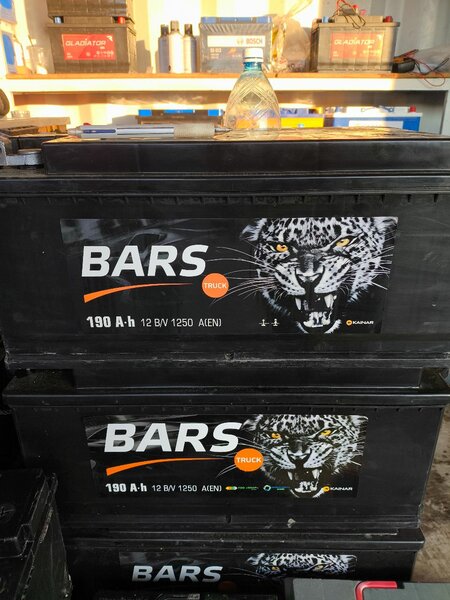 GLADIATOR
BOSCH
GLADIATOR
BARS
TRUCK
190 A·h 12 B/V 1250 A(EN)
KAINAR
BARS
TRUCK
190 A·h 12 B/V 1250 A(EN)
KAINAR
BARS